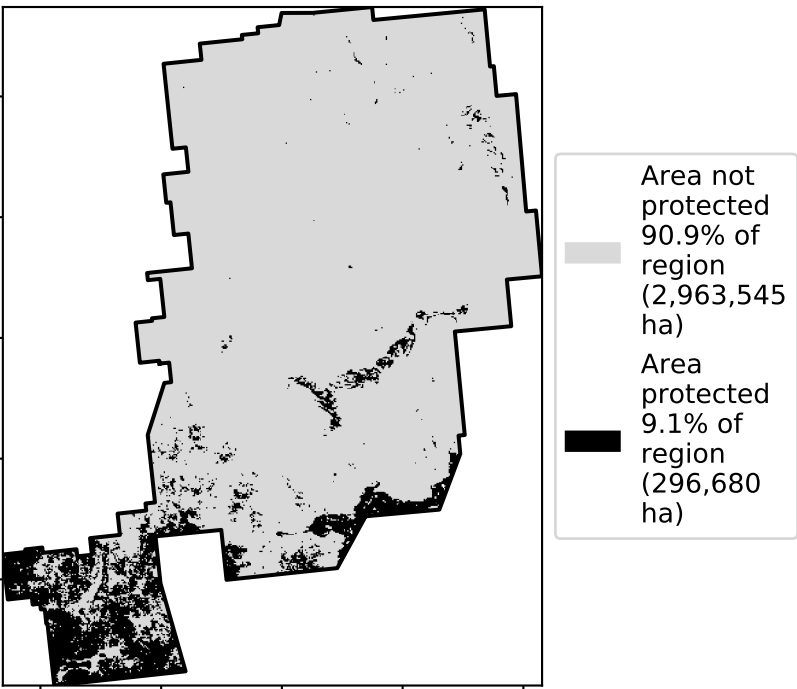 Area not
protected
90.9% of
region
(2,963,545
ha)
Area
protected
9.1% of
region
(296,680
ha)